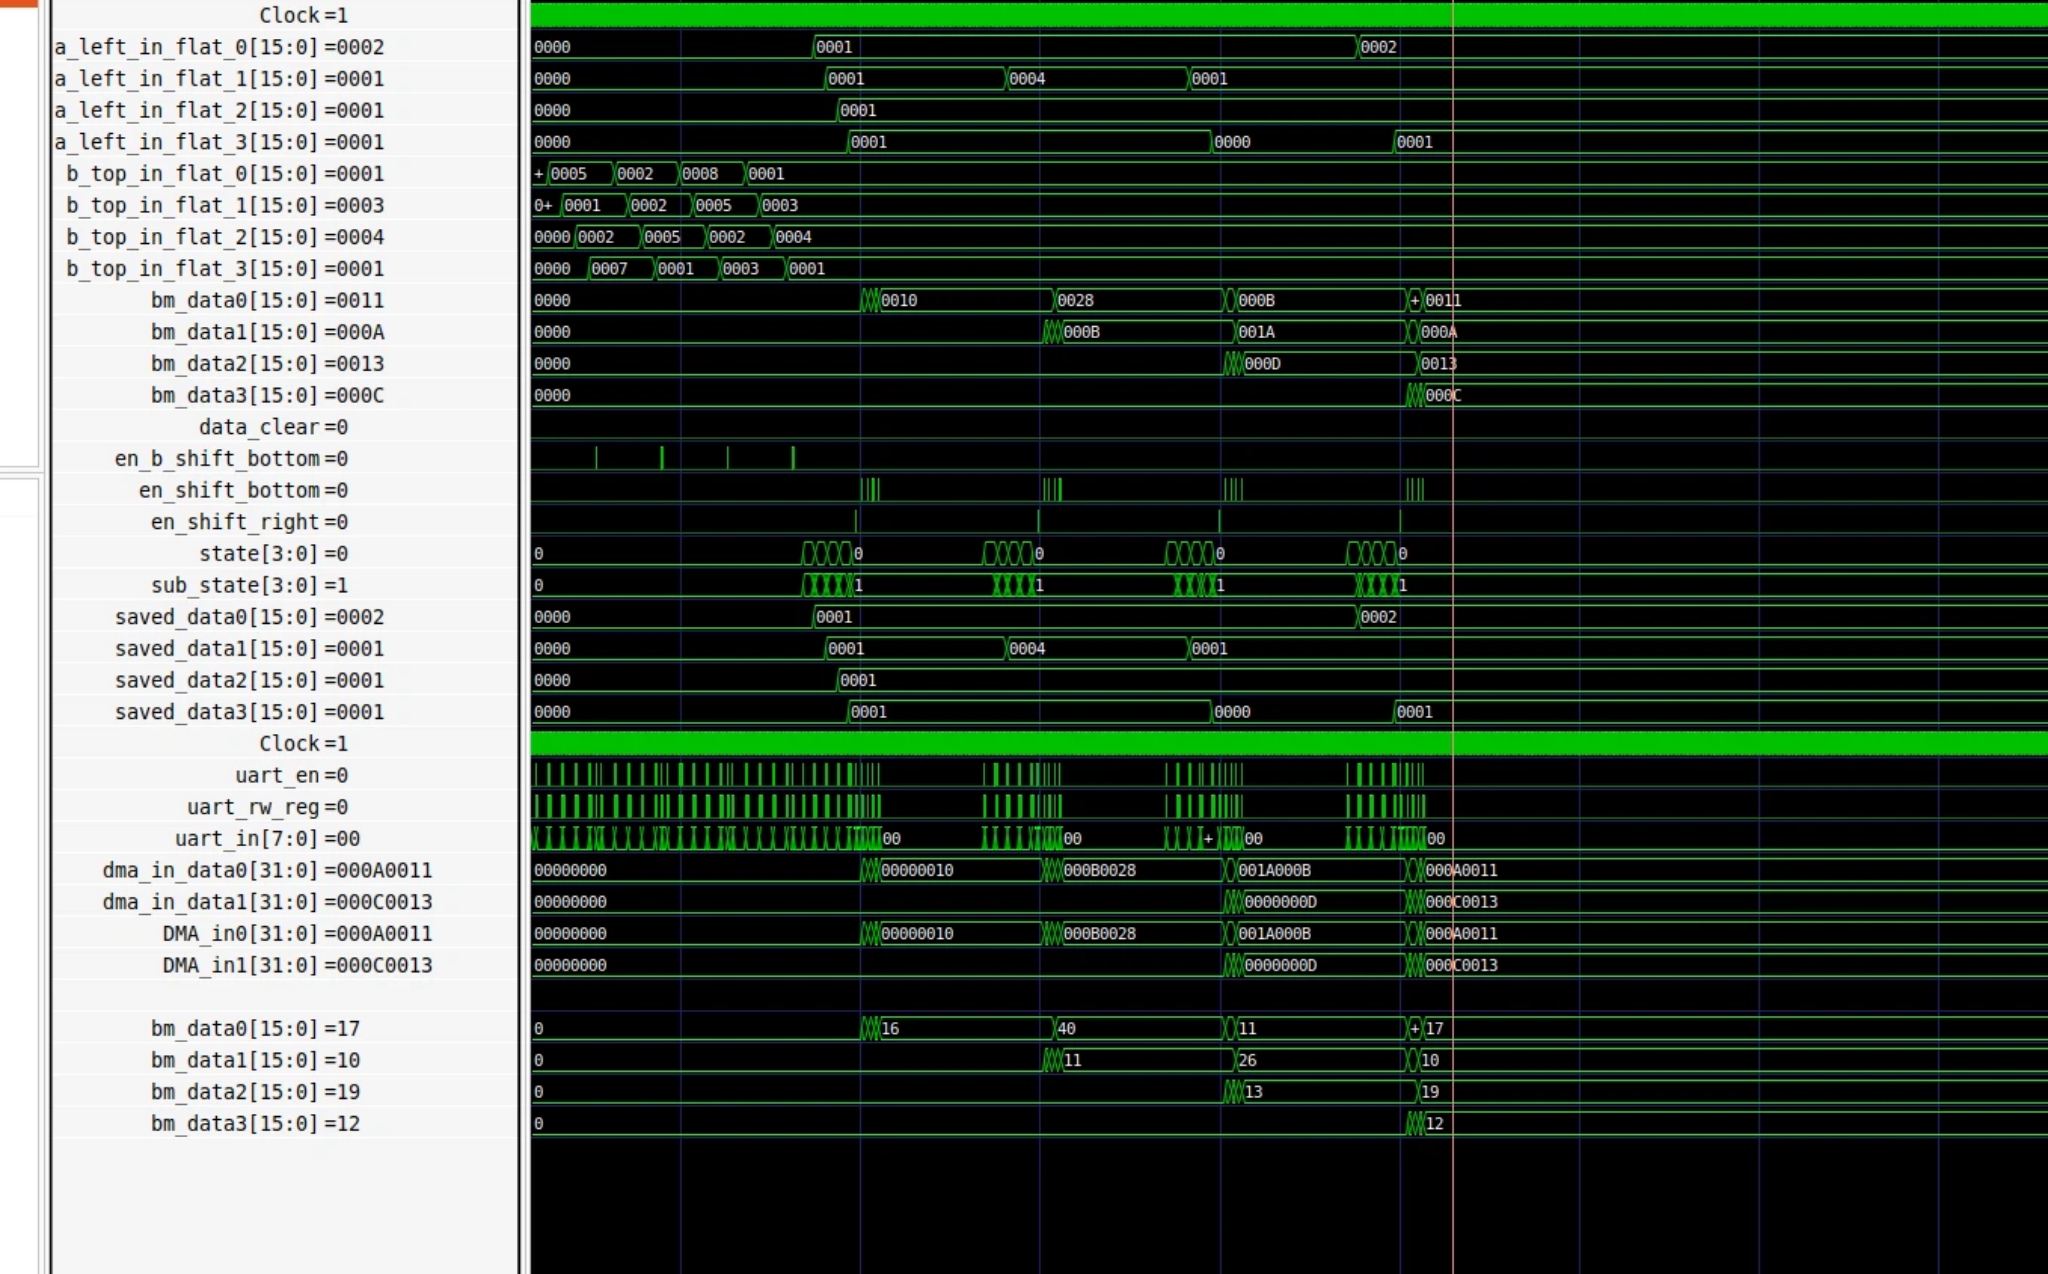 Clock =1
a_left_in_flat_0[15:0] =0002 0000 0001 0002
a_left_in_flat_1[15:0] =0001 0000 0001 0004 0001
a_left_in_flat_2[15:0] =0001 0000 0001
a_left_in_flat_3[15:0] =0001 0000 0001 0000 0001
b_top_in_flat_0[15:0] =0001 + 0005 0002 0008 0001
b_top_in_flat_1[15:0] =0003 0+ 0001 0002 0005 0003
b_top_in_flat_2[15:0] =0004 0000 0002 0005 0002 0004
b_top_in_flat_3[15:0] =0001 0000 0007 0001 0003 0001
bm_data0[15:0] =0011 0000 0010 0028 000B + 0011
bm_data1[15:0] =000A 0000 000B 001A 000A
bm_data2[15:0] =0013 0000 000D 0013
bm_data3[15:0] =000C 0000 000C
data_clear =0
en_b_shift_bottom =0
en_shift_bottom =0
en_shift_right =0
state[3:0] =0 0 0 0 0 0
sub_state[3:0] =1 0 1 1 1 1
saved_data0[15:0] =0002 0000 0001 0002
saved_data1[15:0] =0001 0000 0001 0004 0001
saved_data2[15:0] =0001 0000 0001
saved_data3[15:0] =0001 0000 0001 0000 0001
Clock =1
uart_en =0
uart_rw_reg =0
uart_in[7:0] =00 00 00 + 00 00
dma_in_data0[31:0] =000A0011 00000000 00000010 000B0028 001A000B 000A0011
dma_in_data1[31:0] =000C0013 00000000 0000000D 000C0013
DMA_in0[31:0] =000A0011 00000000 00000010 000B0028 001A000B 000A0011
DMA_in1[31:0] =000C0013 00000000 0000000D 000C0013
bm_data0[15:0] =17 0 16 40 11 + 17
bm_data1[15:0] =10 0 11 26 10
bm_data2[15:0] =19 0 13 19
bm_data3[15:0] =12 0 12